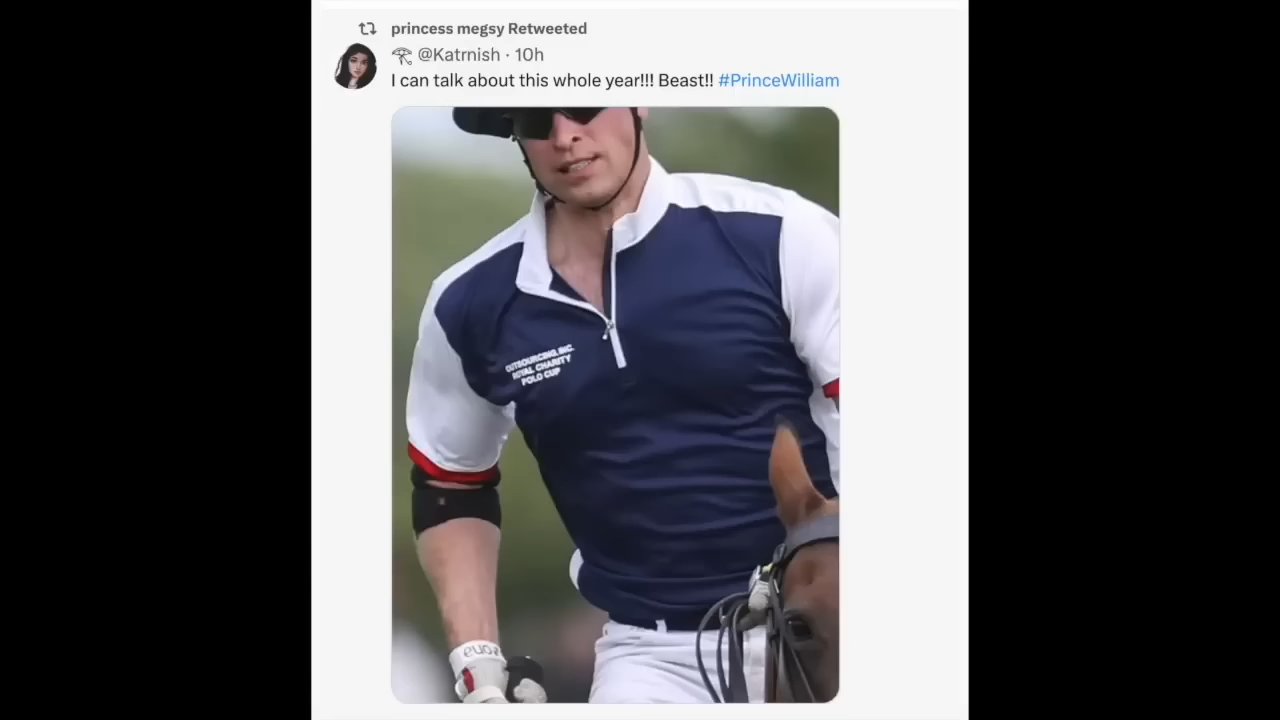 princess megsy Retweeted
@Katrnish · 10h
I can talk about this whole year!!! Beast!! #PrinceWilliam
OUTSOURCING, INC.
ROYAL CHARITY
POLO CUP
ona